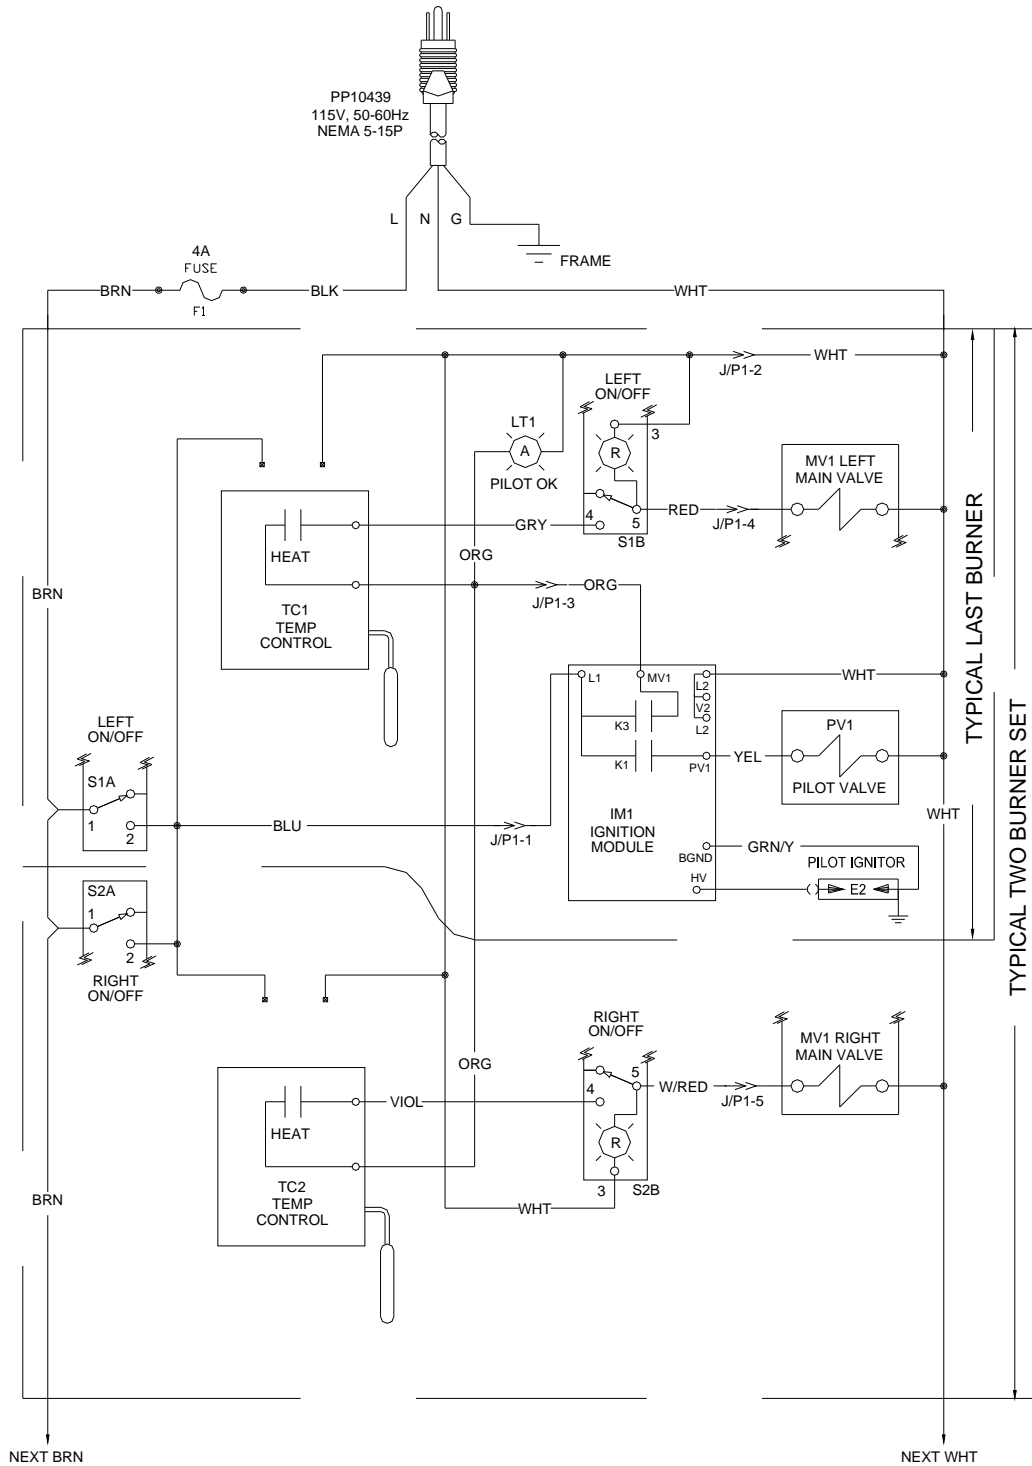 PP10439
115V, 50-60Hz
NEMA 5-15P
L N G
FRAME
4A
FUSE
F1
BRN
BLK
WHT
WHT
J/P1-2
LEFT
ON/OFF
3
LT1
A
PILOT OK
R
4
5
S1B
RED
J/P1-4
MV1 LEFT
MAIN VALVE
HEAT
GRY
ORG
TC1
TEMP
CONTROL
J/P1-3
ORG
BRN
TYPICAL LAST BURNER
TYPICAL TWO BURNER SET
L1
MV1
L2
V2
L2
K3
K1
PV1
WHT
YEL
PV1
PILOT VALVE
LEFT
ON/OFF
S1A
1
2
BLU
J/P1-1
IM1
IGNITION
MODULE
WHT
BGND
GRN/Y
HV
PILOT IGNITOR
E2
S2A
1
2
RIGHT
ON/OFF
RIGHT
ON/OFF
ORG
5
4
W/RED
J/P1-5
MV1 RIGHT
MAIN VALVE
HEAT
VIOL
R
3
S2B
TC2
TEMP
CONTROL
WHT
BRN
NEXT BRN
NEXT WHT